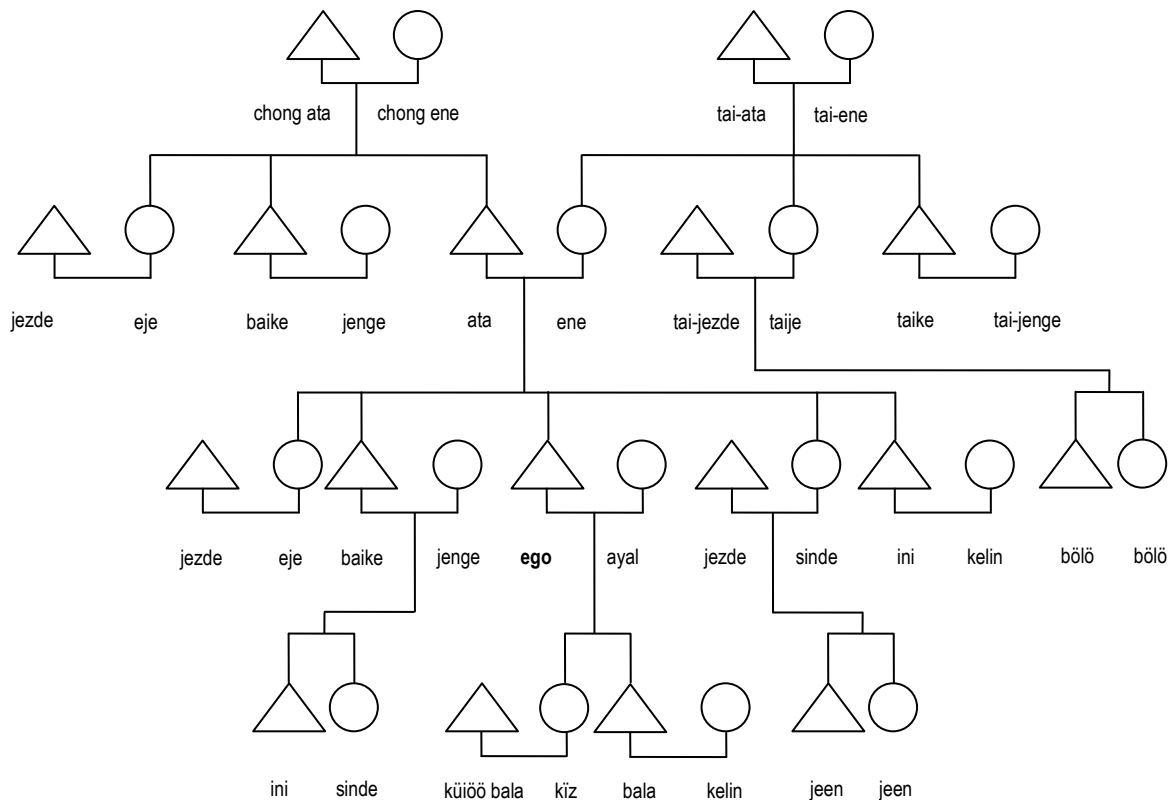 chong ata chong ene tai-ata tai-ene
jezde eje baike jenge ata ene tai-jezde taije taike tai-jenge
jezde eje baike jenge ego ayal jezde sinde ini kelin bölö bölö
ini sinde küiöö bala kïz bala kelin jeen jeen